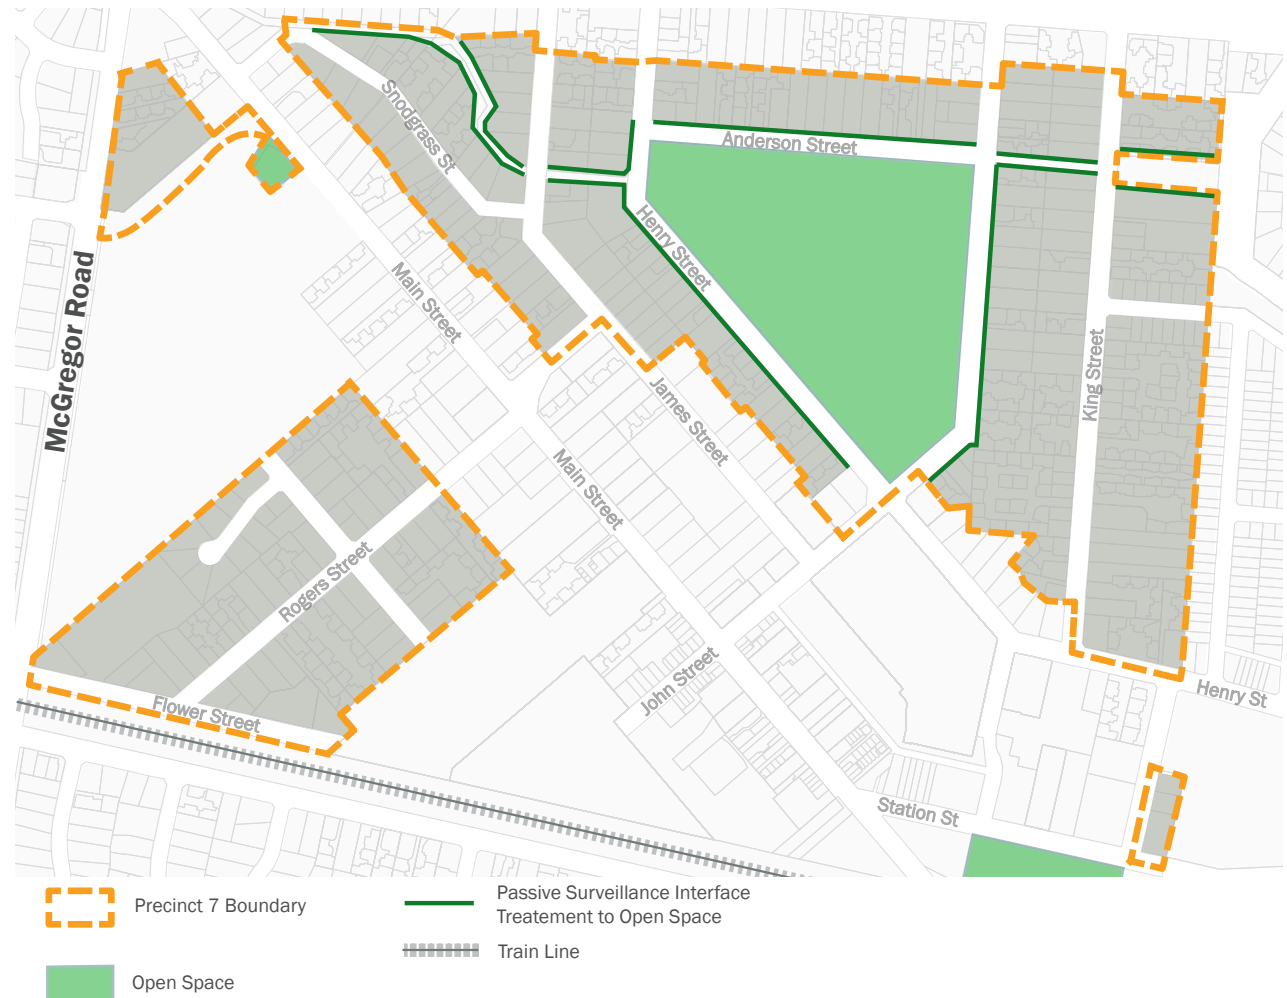 Snodgrass St
Anderson Street
Henry Street
Main Street
McGregor Road
King Street
James Street
Main Street
Rogers Street
John Street
Henry St
Flower Street
Station St
Precinct 7 Boundary
Passive Surveillance Interface
Treatement to Open Space
Train Line
Open Space